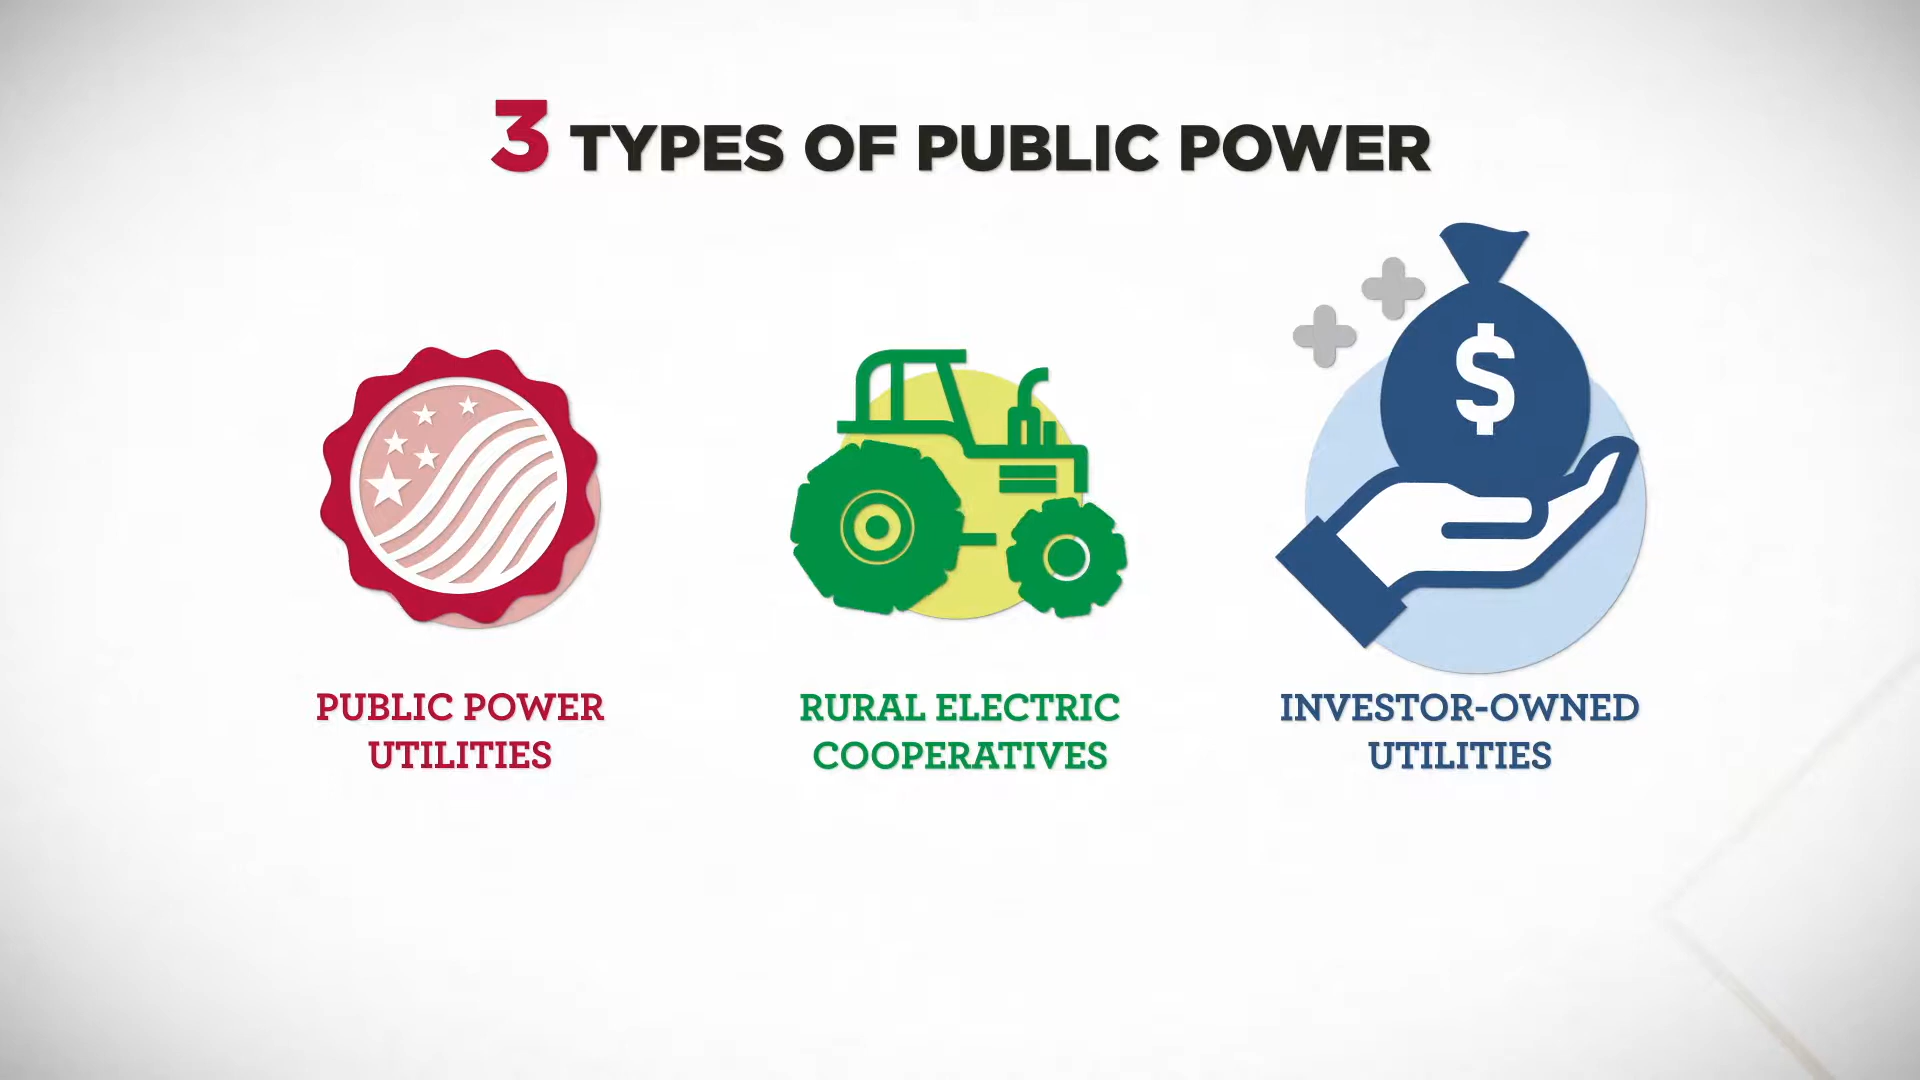 3 TYPES OF PUBLIC POWER
$
PUBLIC POWER
UTILITIES
RURAL ELECTRIC
COOPERATIVES
INVESTOR-OWNED
UTILITIES